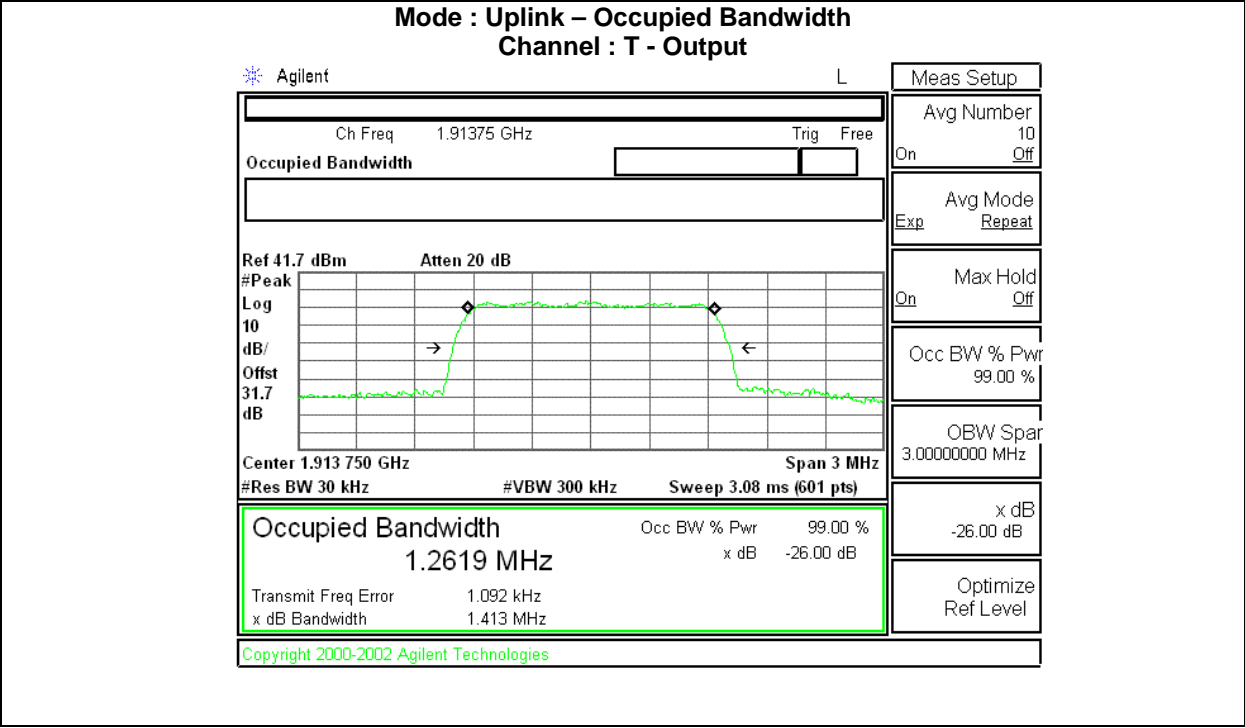 Mode : Uplink – Occupied Bandwidth
Channel : T - Output
Agilent L
Ch Freq 1.91375 GHz Trig Free
Occupied Bandwidth
Ref 41.7 dBm Atten 20 dB
#Peak
Log
10
dB/
Offst
31.7
dB
Center 1.913 750 GHz Span 3 MHz
#Res BW 30 kHz #VBW 300 kHz Sweep 3.08 ms (601 pts)
Occupied Bandwidth
1.2619 MHz
Occ BW % Pwr 99.00 %
x dB -26.00 dB
Transmit Freq Error 1.092 kHz
x dB Bandwidth 1.413 MHz
Copyright 2000-2002 Agilent Technologies
Meas Setup
Avg Number
10
On Off
Avg Mode
Exp Repeat
Max Hold
On Off
Occ BW % Pwr
99.00 %
OBW Span
3.00000000 MHz
x dB
-26.00 dB
Optimize
Ref Level